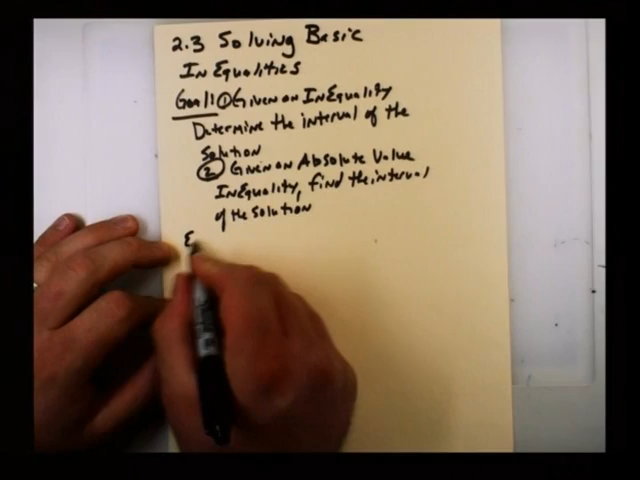 2.3 Solving Basic
InEqualities
Goal: ① Given an InEquality
Determine the interval of the
Solution
② Given an Absolute Value
InEquality, find the interval
of the Solution
E